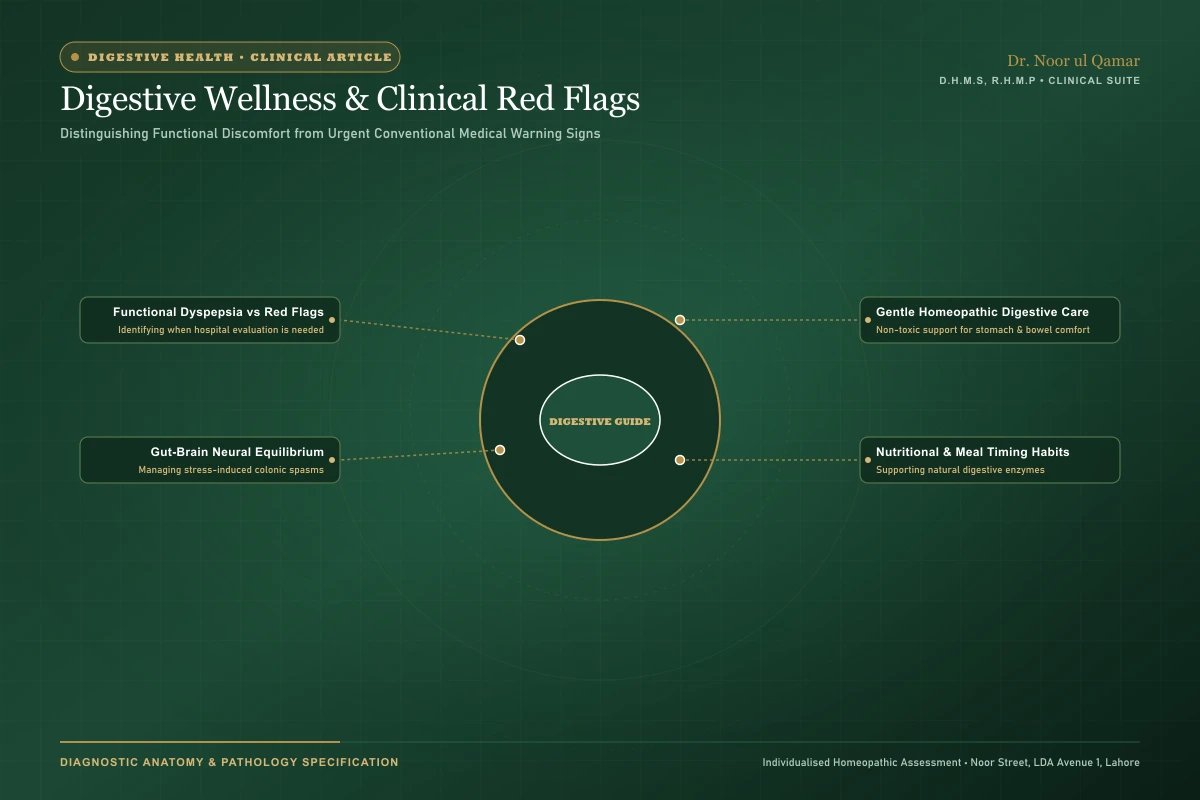 DIGESTIVE HEALTH • CLINICAL ARTICLE
Dr. Noor ul Qamar
D.H.M.S, R.H.M.P • CLINICAL SUITE
Digestive Wellness & Clinical Red Flags
Distinguishing Functional Discomfort from Urgent Conventional Medical Warning Signs
Functional Dyspepsia vs Red Flags
Identifying when hospital evaluation is needed
Gentle Homeopathic Digestive Care
Non-toxic support for stomach & bowel comfort
DIGESTIVE GUIDE
Gut-Brain Neural Equilibrium
Managing stress-induced colonic spasms
Nutritional & Meal Timing Habits
Supporting natural digestive enzymes
DIAGNOSTIC ANATOMY & PATHOLOGY SPECIFICATION
Individualised Homeopathic Assessment • Noor Street, LDA Avenue 1, Lahore